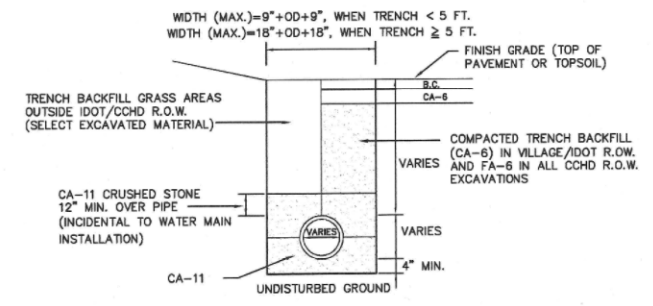 WIDTH (MAX.)=9"+OD+9", WHEN TRENCH < 5 FT.
WIDTH (MAX.)=18"+OD+18", WHEN TRENCH ≥ 5 FT.
FINISH GRADE (TOP OF
PAVEMENT OR TOPSOIL)
B.C.
CA-6
TRENCH BACKFILL GRASS AREAS
OUTSIDE IDOT/CCHD R.O.W.
(SELECT EXCAVATED MATERIAL)
COMPACTED TRENCH BACKFILL
(CA-6) IN VILLAGE/IDOT R.OW.
AND FA-6 IN ALL CCHD R.O.W.
EXCAVATIONS
VARIES
CA-11 CRUSHED STONE
12" MIN. OVER PIPE
(INCIDENTAL TO WATER MAIN
INSTALLATION)
VARIES
VARIES
4" MIN.
CA-11
UNDISTURBED GROUND